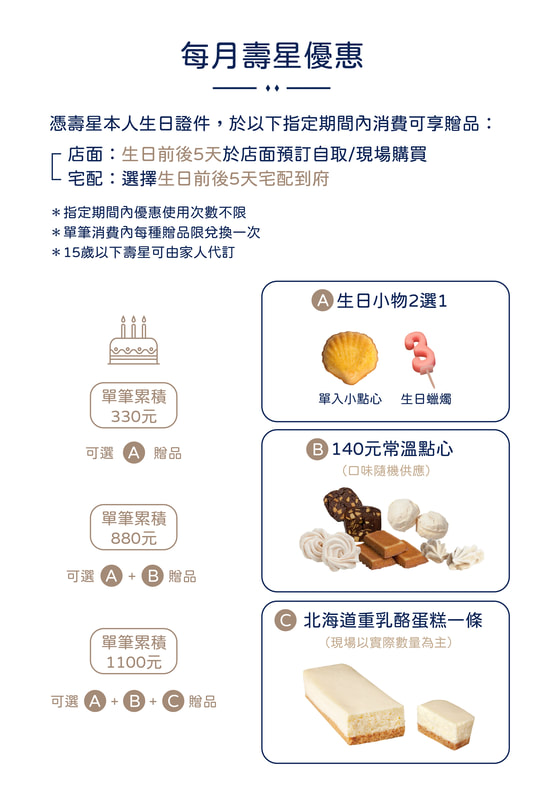 每月壽星優惠
憑壽星本人生日證件，於以下指定期間內消費可享贈品：
店面：生日前後5天於店面預訂自取/現場購買
宅配：選擇生日前後5天宅配到府
＊指定期間內優惠使用次數不限
＊單筆消費內每種贈品限兌換一次
＊15歲以下壽星可由家人代訂
單筆累積
330元
可選 A 贈品
單筆累積
880元
可選 A + B 贈品
單筆累積
1100元
可選 A + B + C 贈品
A 生日小物2選1
單入小點心 生日蠟燭
B 140元常溫點心
（口味隨機供應）
C 北海道重乳酪蛋糕一條
（現場以實際數量為主）